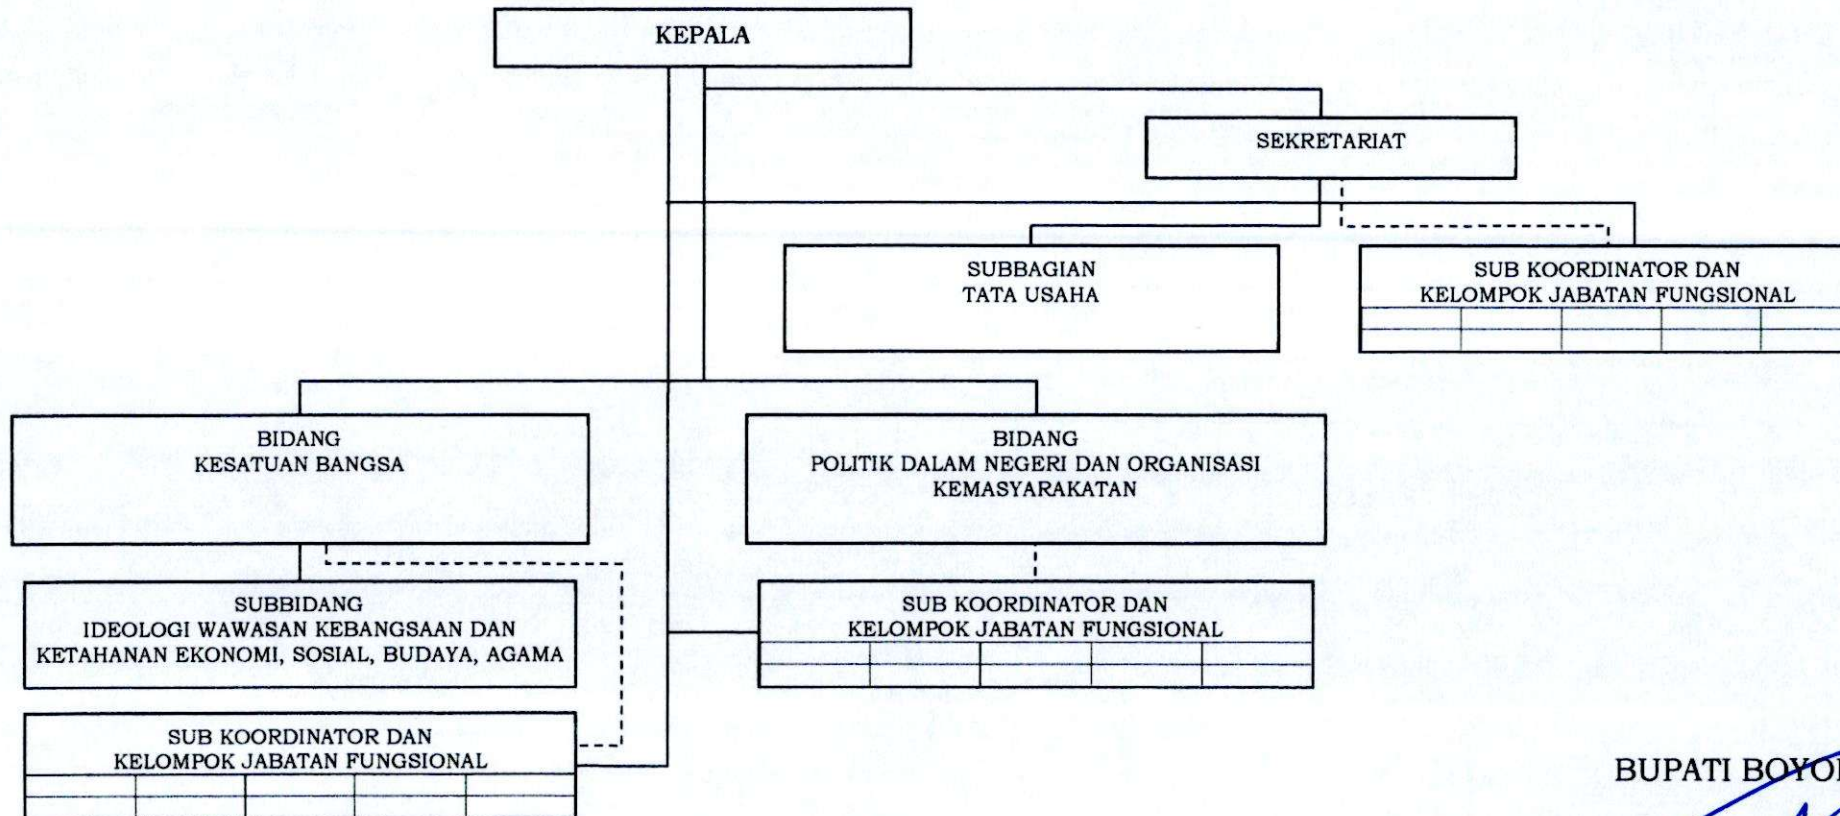 KEPALA
SEKRETARIAT
SUBBAGIAN
TATA USAHA
SUB KOORDINATOR DAN
KELOMPOK JABATAN FUNGSIONAL
BIDANG
KESATUAN BANGSA
BIDANG
POLITIK DALAM NEGERI DAN ORGANISASI
KEMASYARAKATAN
SUBBIDANG
IDEOLOGI WAWASAN KEBANGSAAN DAN
KETAHANAN EKONOMI, SOSIAL, BUDAYA, AGAMA
SUB KOORDINATOR DAN
KELOMPOK JABATAN FUNGSIONAL
SUB KOORDINATOR DAN
KELOMPOK JABATAN FUNGSIONAL
BUPATI